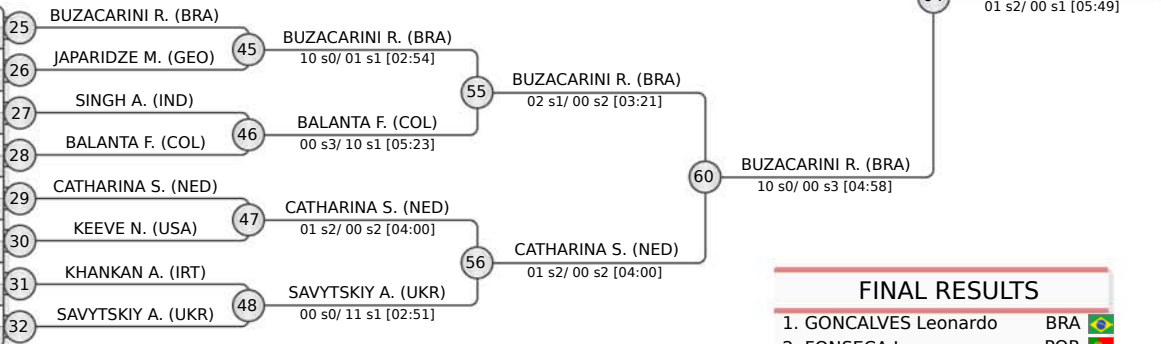 01 s2/ 00 s1 [05:49]
25
BUZACARINI R. (BRA)
26
JAPARIDZE M. (GEO)
45
BUZACARINI R. (BRA)
10 s0/ 01 s1 [02:54]
27
SINGH A. (IND)
28
BALANTA F. (COL)
46
BALANTA F. (COL)
00 s3/ 10 s1 [05:23]
55
BUZACARINI R. (BRA)
02 s1/ 00 s2 [03:21]
29
CATHARINA S. (NED)
30
KEEVE N. (USA)
47
CATHARINA S. (NED)
01 s2/ 00 s2 [04:00]
31
KHANKAN A. (IRT)
32
SAVYTSKIY A. (UKR)
48
SAVYTSKIY A. (UKR)
00 s0/ 11 s1 [02:51]
56
CATHARINA S. (NED)
01 s2/ 00 s2 [04:00]
60
BUZACARINI R. (BRA)
10 s0/ 00 s3 [04:58]
FINAL RESULTS
1. GONCALVES Leonardo BRA